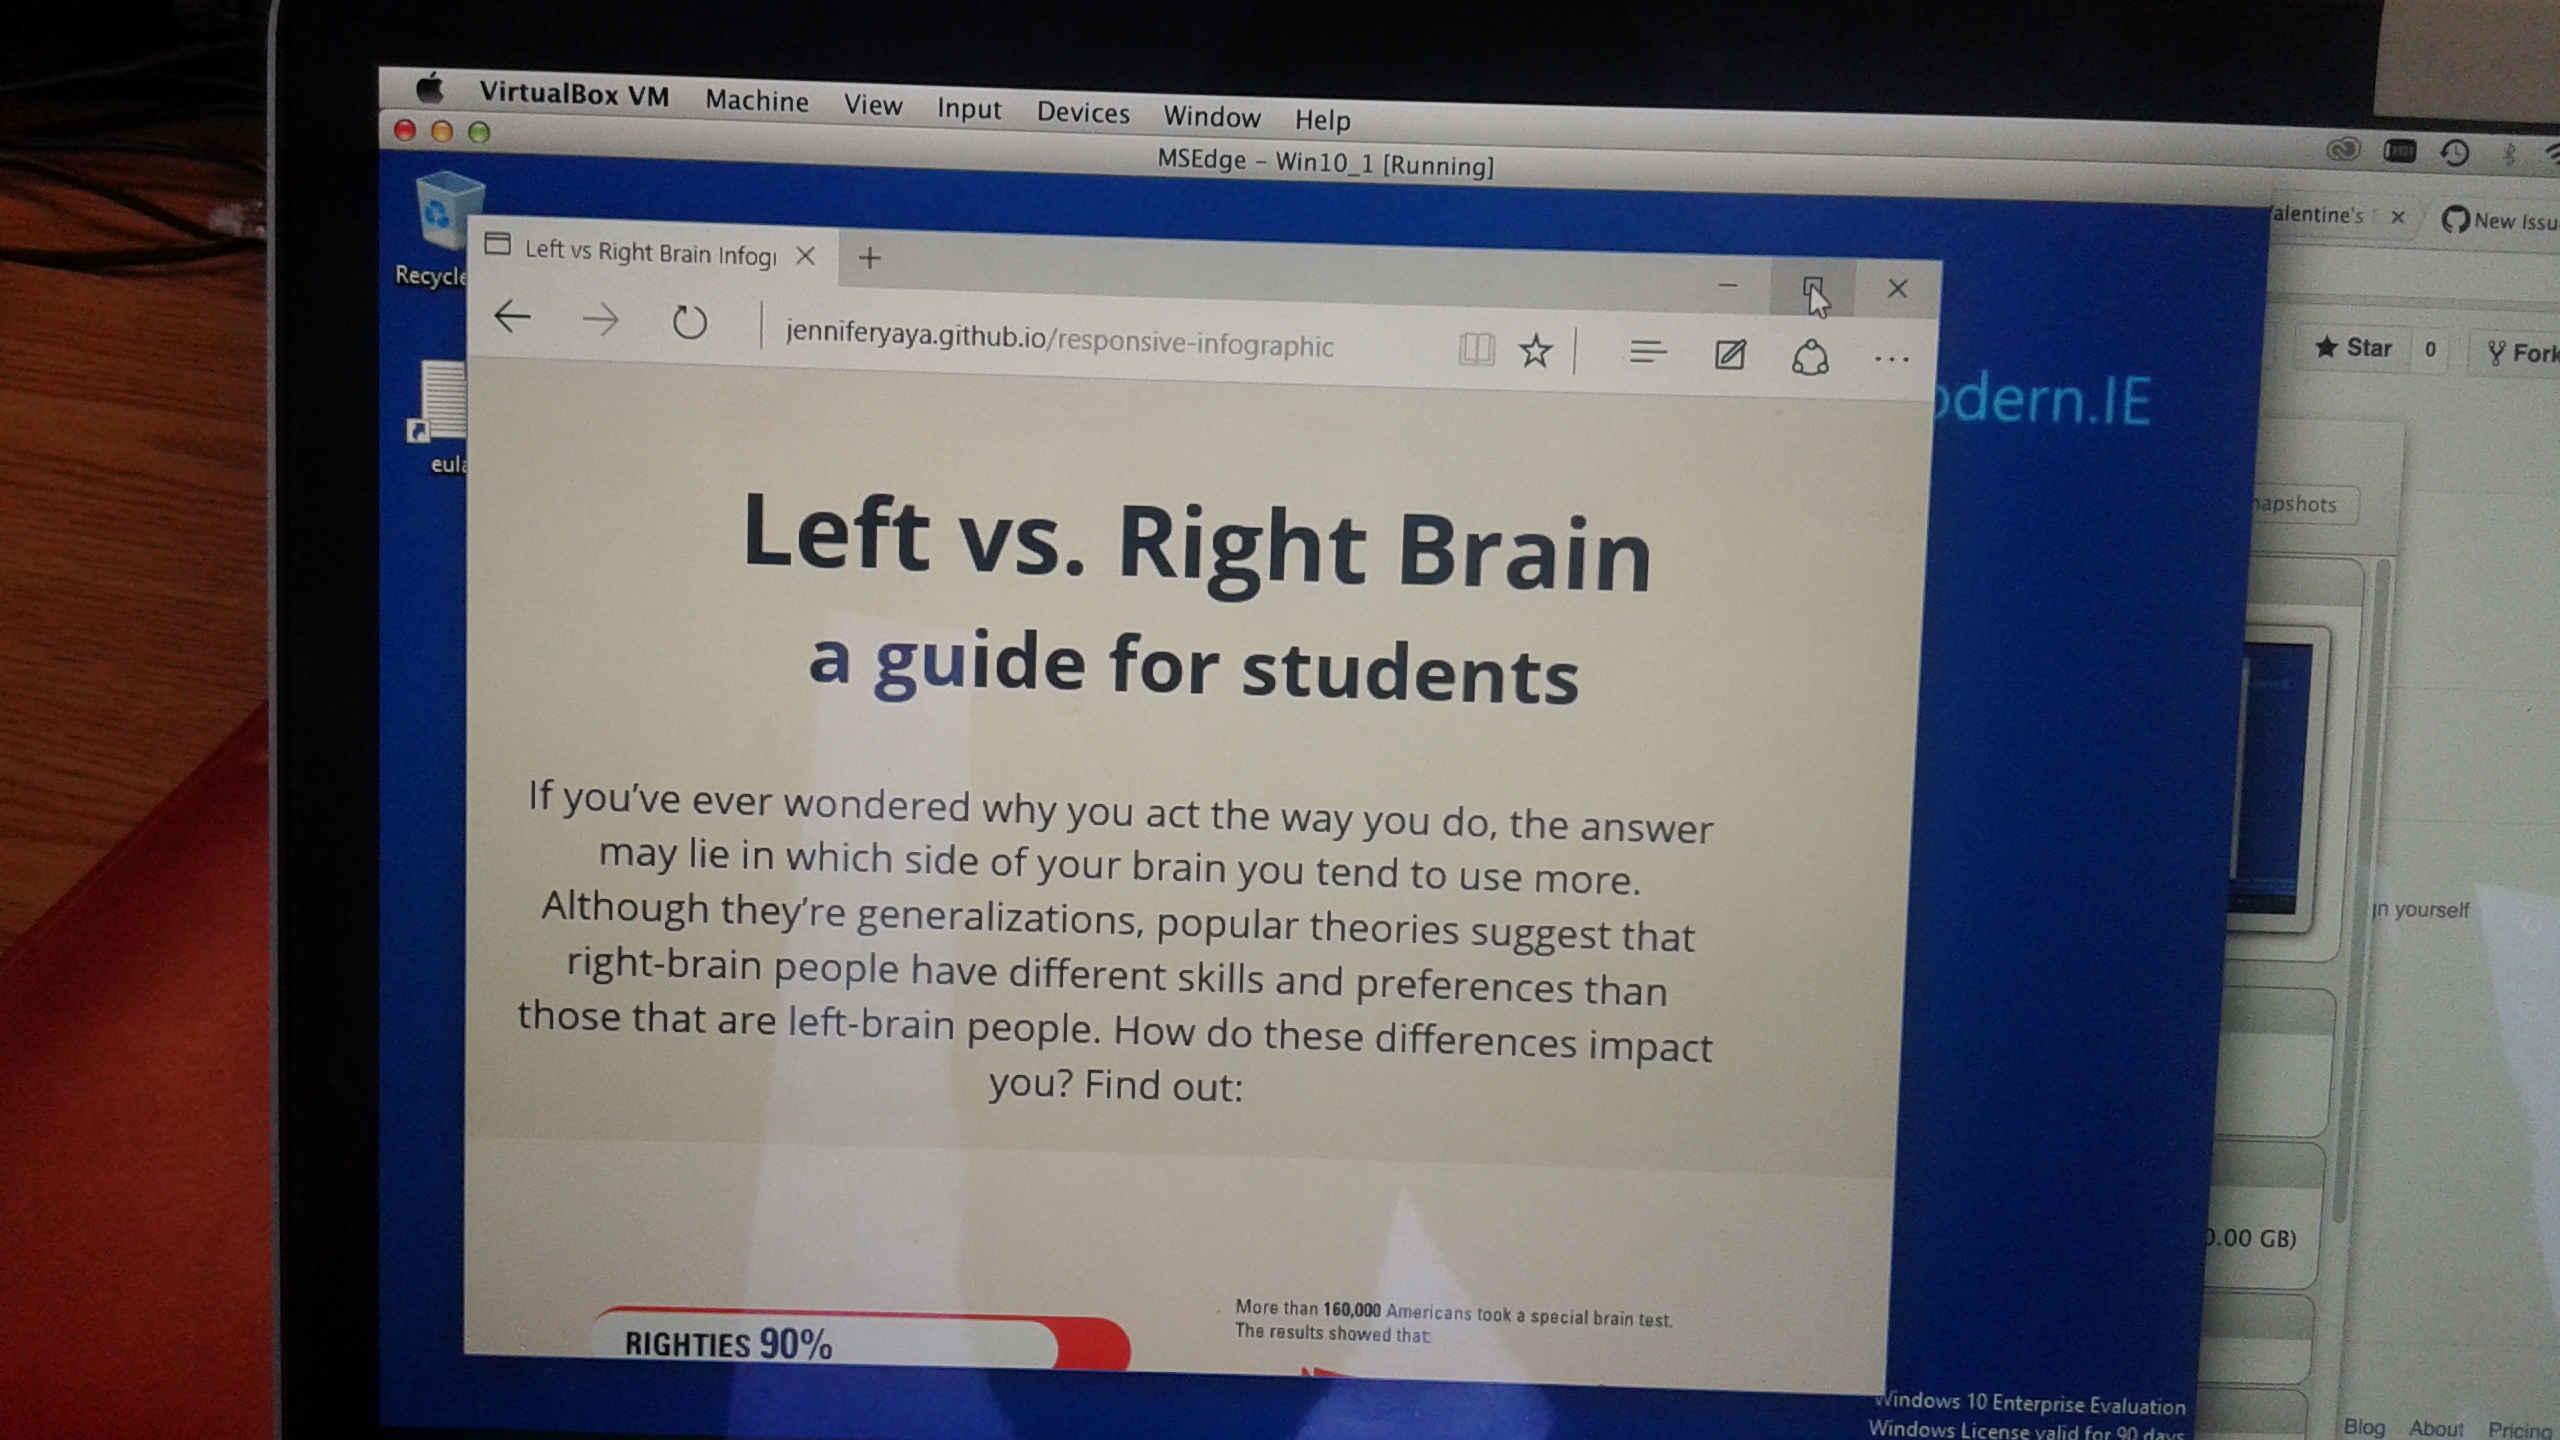 VirtualBox VM Machine View Input Devices Window Help
MSEdge – Win10_1 [Running]
Left vs Right Brain Infogr
jenniferyaya.github.io/responsive-infographic
alentine's
New Issu
Star 0 Fork
odern.IE
Recycle
eula
napshots
Left vs. Right Brain
a guide for students
If you've ever wondered why you act the way you do, the answer
may lie in which side of your brain you tend to use more.
Although they're generalizations, popular theories suggest that
right-brain people have different skills and preferences than
those that are left-brain people. How do these differences impact
you? Find out:
yourself
.00 GB)
RIGHTIES 90%
More than 160,000 Americans took a special brain test.
The results showed that:
Windows 10 Enterprise Evaluation
Windows License valid for 90 days
Blog About Pricing